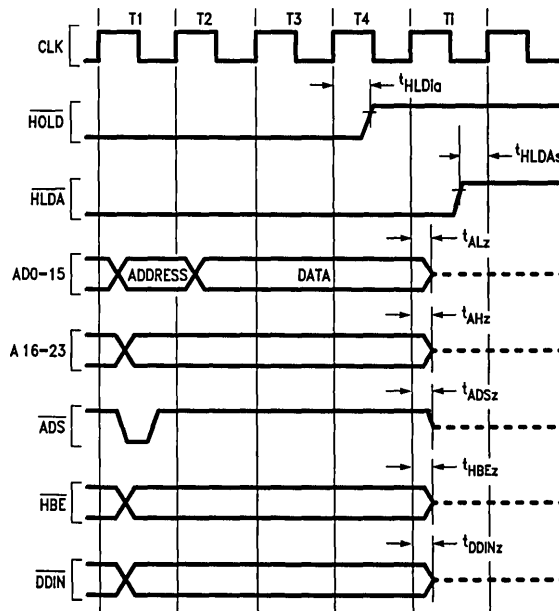 T1 T2 T3 T4 Ti
CLK
tHLDIa
HOLD
tHLDAs
HLDA
tALz
AD0-15 ADDRESS DATA
tAHz
A 16-23
tADSz
ADS
tHBEz
HBE
tDDINz
DDIN